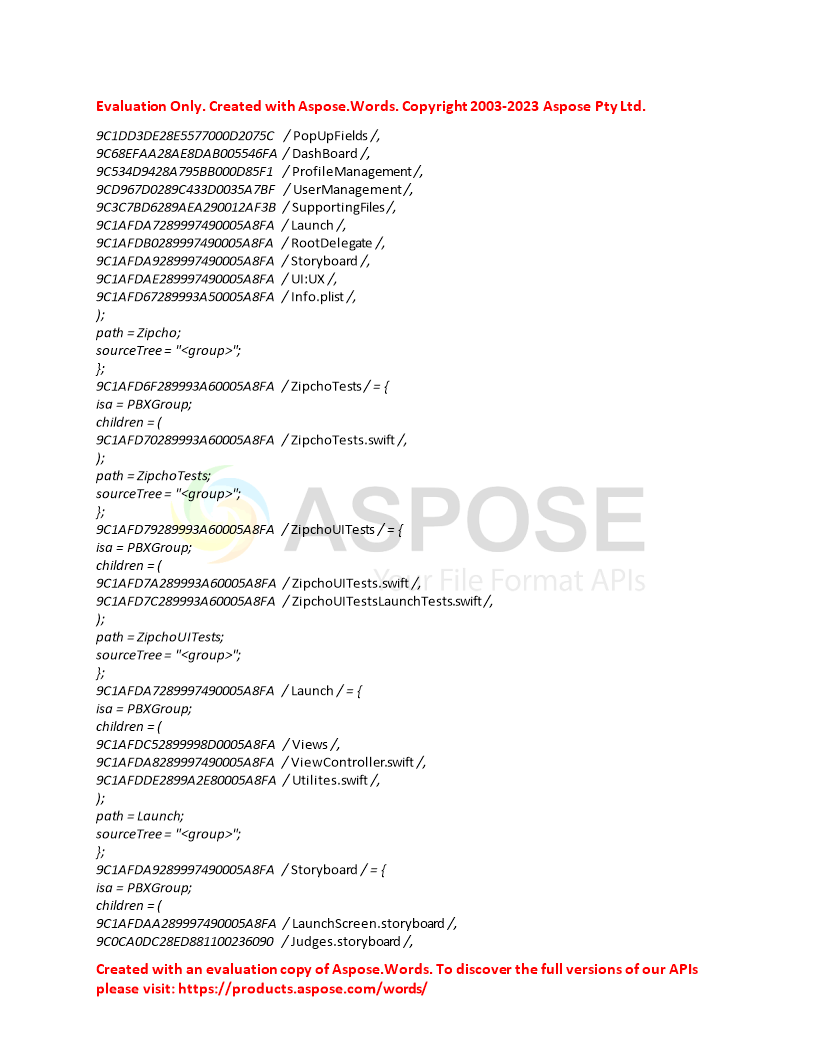 Evaluation Only. Created with Aspose.Words. Copyright 2003-2023 Aspose Pty Ltd.
9C1DD3DE28E5577000D2075C / PopUpFields /,
9C68EFAA28AE8DAB005546FA / DashBoard /,
9C534D9428A795BB000D85F1 / ProfileManagement /,
9CD967D0289C433D0035A7BF / UserManagement /,
9C3C7BD6289AEA290012AF3B / SupportingFiles /,
9C1AFDA7289997490005A8FA / Launch /,
9C1AFDB0289997490005A8FA / RootDelegate /,
9C1AFDA9289997490005A8FA / Storyboard /,
9C1AFDAE289997490005A8FA / UI:UX /,
9C1AFD67289993A50005A8FA / Info.plist /,
);
path = Zipcho;
sourceTree = "<group>";
};
9C1AFD6F289993A60005A8FA / ZipchoTests / = {
isa = PBXGroup;
children = (
9C1AFD70289993A60005A8FA / ZipchoTests.swift /,
);
path = ZipchoTests;
sourceTree = "<group>";
};
9C1AFD79289993A60005A8FA / ZipchoUITests / = {
isa = PBXGroup;
children = (
9C1AFD7A289993A60005A8FA / ZipchoUITests.swift /,
9C1AFD7C289993A60005A8FA / ZipchoUITestsLaunchTests.swift /,
);
path = ZipchoUITests;
sourceTree = "<group>";
};
9C1AFDA7289997490005A8FA / Launch / = {
isa = PBXGroup;
children = (
9C1AFDC52899998D0005A8FA / Views /,
9C1AFDA8289997490005A8FA / ViewController.swift /,
9C1AFDDE2899A2E80005A8FA / Utilites.swift /,
);
path = Launch;
sourceTree = "<group>";
};
9C1AFDA9289997490005A8FA / Storyboard / = {
isa = PBXGroup;
children = (
9C1AFDAA289997490005A8FA / LaunchScreen.storyboard /,
9C0CA0DC28ED881100236090 / Judges.storyboard /,
ASPOSE
Your File Format APIs
Created with an evaluation copy of Aspose.Words. To discover the full versions of our APIs
please visit: https://products.aspose.com/words/